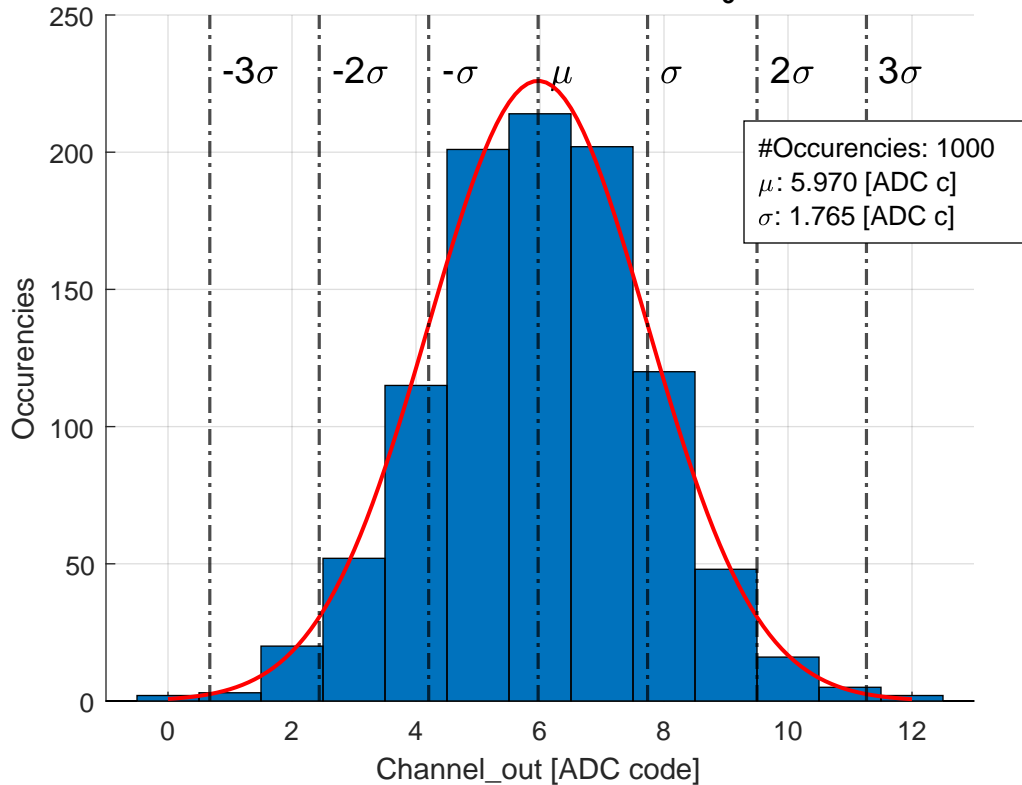 250
200
150
100
50
0
Occurencies
-3σ -2σ -σ μ σ 2σ 3σ
#Occurencies: 1000
μ: 5.970 [ADC c]
σ: 1.765 [ADC c]
0 2 4 6 8 10 12
Channel_out [ADC code]